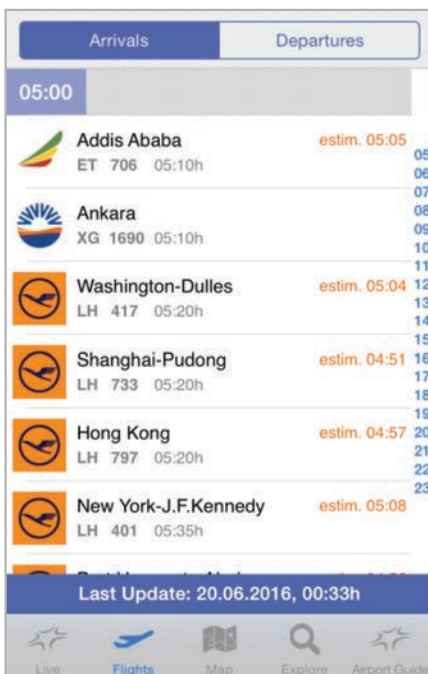 Arrivals
Departures
05:00
Addis Ababa
estim. 05:05
ET 706 05:10h
Ankara
XG 1690 05:10h
Washington-Dulles
estim. 05:04
LH 417 05:20h
Shanghai-Pudong
estim. 04:51
LH 733 05:20h
Hong Kong
estim. 04:57
LH 797 05:20h
New York-J.F.Kennedy
estim. 05:08
LH 401 05:35h
05
06
07
08
09
10
11
12
13
14
15
16
17
18
19
20
21
22
23
Last Update: 20.06.2016, 00:33h
Live
Flights
Map
Explore
Airport Guide